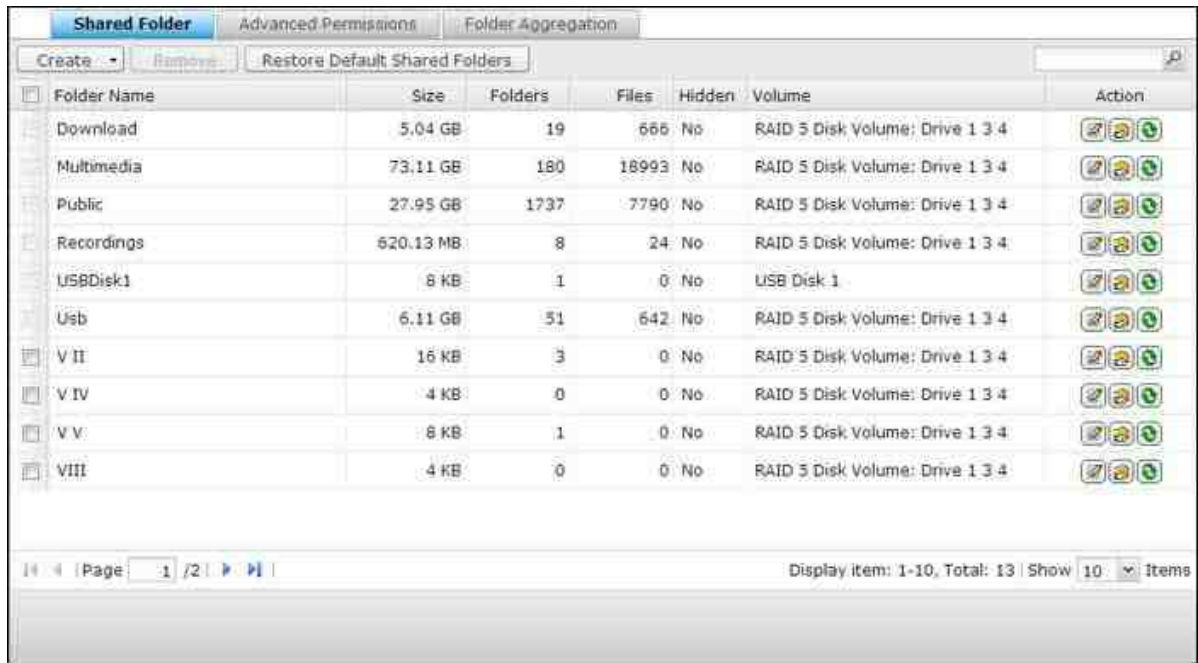 Shared Folder Advanced Permissions Folder Aggregation
Create Remove Restore Default Shared Folders
Folder Name Size Folders Files Hidden Volume Action
Download 5.04 GB 19 666 No RAID 5 Disk Volume: Drive 1 3 4
Multimedia 73.11 GB 180 18993 No RAID 5 Disk Volume: Drive 1 3 4
Public 27.95 GB 1737 7790 No RAID 5 Disk Volume: Drive 1 3 4
Recordings 620.13 MB 8 24 No RAID 5 Disk Volume: Drive 1 3 4
USBDisk1 8 KB 1 0 No USB Disk 1
Usb 6.11 GB 51 642 No RAID 5 Disk Volume: Drive 1 3 4
V II 16 KB 3 0 No RAID 5 Disk Volume: Drive 1 3 4
V IV 4 KB 0 0 No RAID 5 Disk Volume: Drive 1 3 4
V V 8 KB 1 0 No RAID 5 Disk Volume: Drive 1 3 4
VIII 4 KB 0 0 No RAID 5 Disk Volume: Drive 1 3 4
Page 1 /2 Display item: 1-10, Total: 13 Show 10 Items